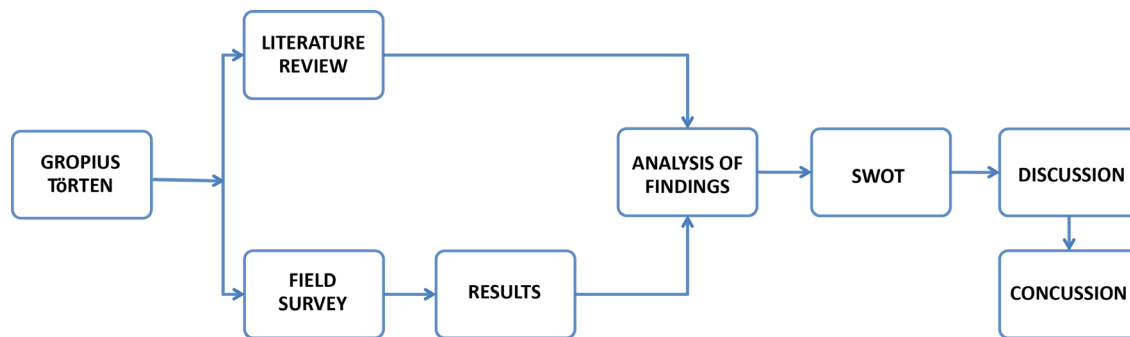 LITERATURE
REVIEW
GROPIUS
TöRTEN
ANALYSIS OF
FINDINGS
SWOT
DISCUSSION
FIELD
SURVEY
RESULTS
CONCUSSION